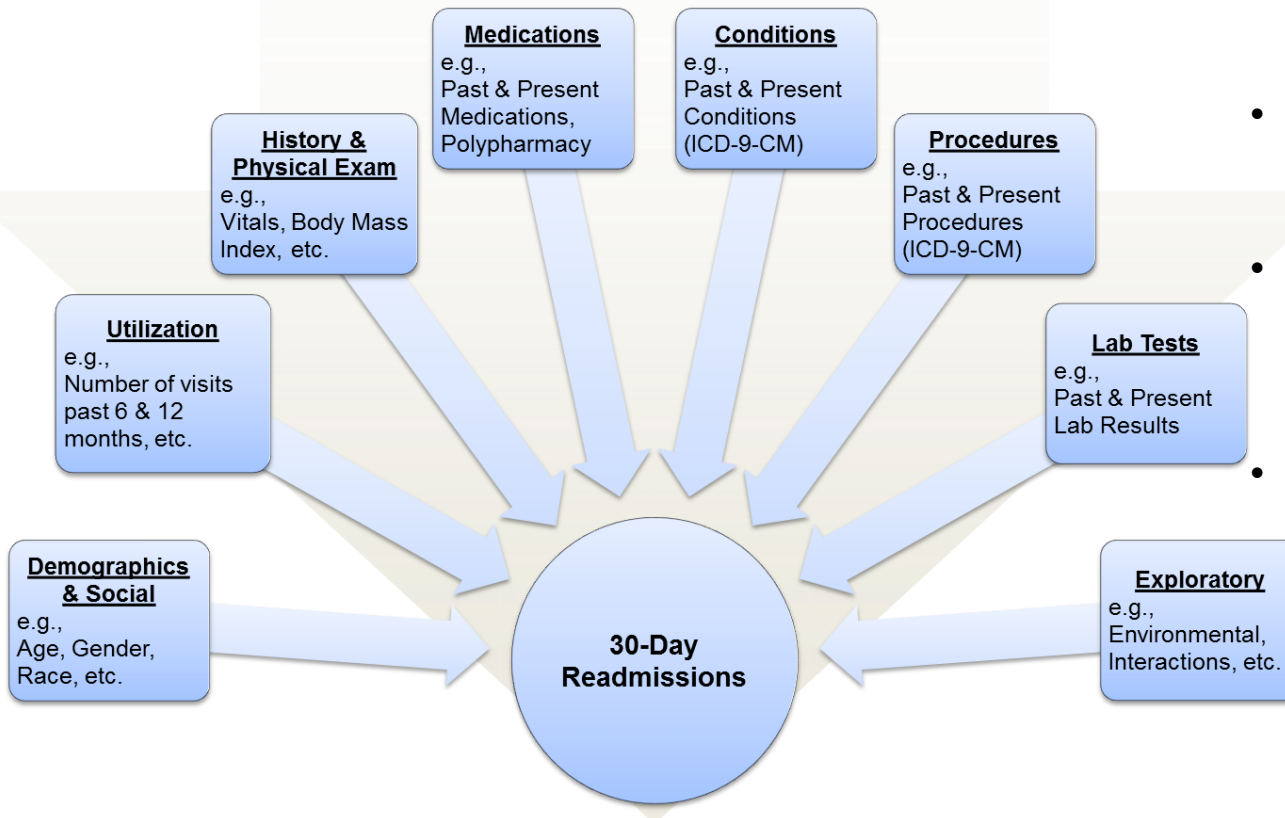 Medications
e.g.,
Past & Present
Medications,
Polypharmacy
Conditions
e.g.,
Past & Present
Conditions
(ICD-9-CM)
History &
Physical Exam
e.g.,
Vitals, Body Mass
Index, etc.
Procedures
e.g.,
Past & Present
Procedures
(ICD-9-CM)
Utilization
e.g.,
Number of visits
past 6 & 12
months, etc.
Lab Tests
e.g.,
Past & Present
Lab Results
Demographics
& Social
e.g.,
Age, Gender,
Race, etc.
Exploratory
e.g.,
Environmental,
Interactions, etc.
30-Day
Readmissions